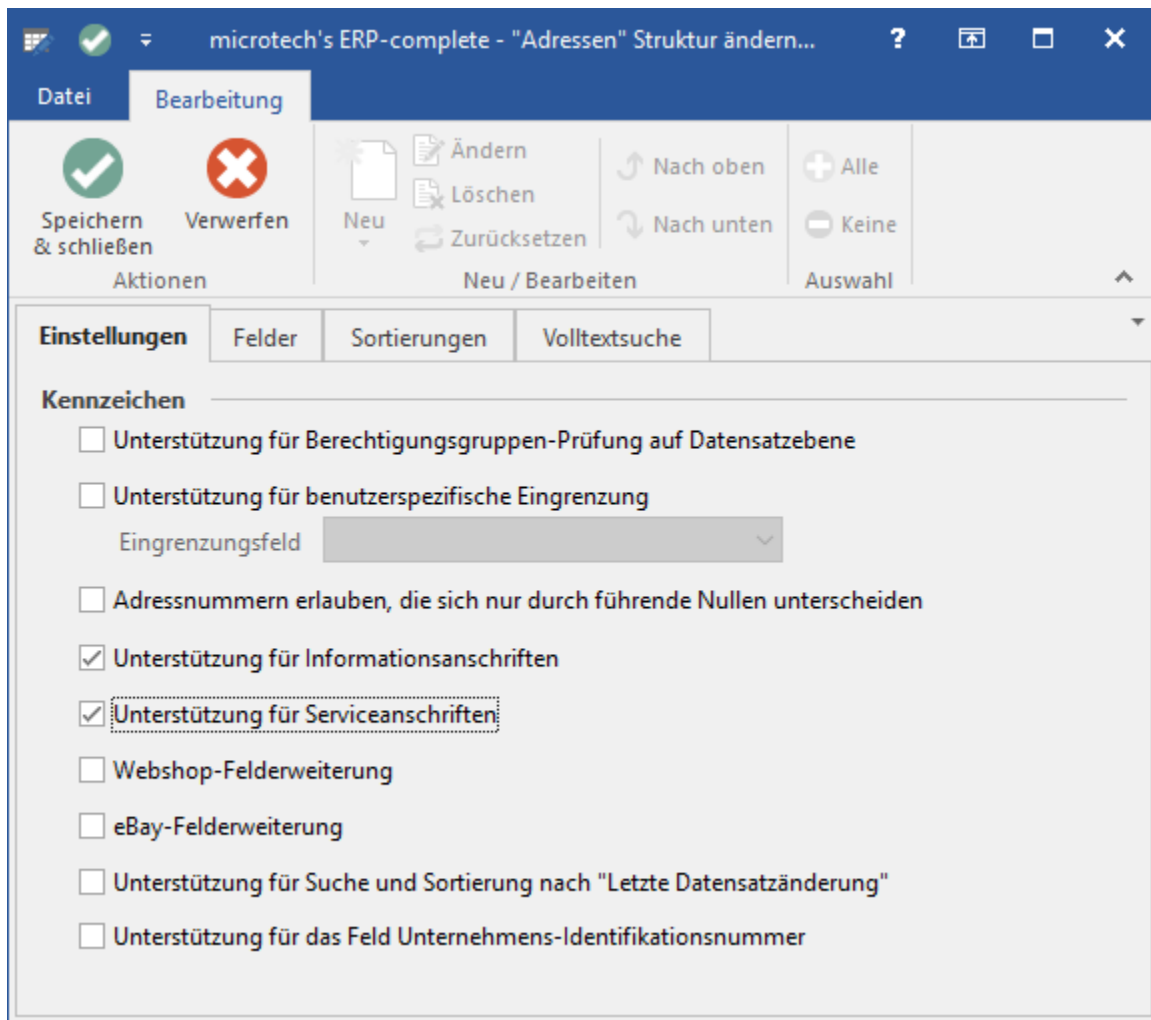 microtech's ERP-complete - "Adressen" Struktur ändern...
Datei Bearbeitung
Speichern & schließen
Verwerfen
Aktionen
Neu
Ändern
Löschen
Zurücksetzen
Nach oben
Nach unten
Neu / Bearbeiten
Alle
Keine
Auswahl
Einstellungen Felder Sortierungen Volltextsuche
Kennzeichen
Unterstützung für Berechtigungsgruppen-Prüfung auf Datensatzebene
Unterstützung für benutzerspezifische Eingrenzung
Eingrenzungsfeld
Adressnummern erlauben, die sich nur durch führende Nullen unterscheiden
Unterstützung für Informationsanschriften
Unterstützung für Serviceanschriften
Webshop-Felderweiterung
eBay-Felderweiterung
Unterstützung für Suche und Sortierung nach "Letzte Datensatzänderung"
Unterstützung für das Feld Unternehmens-Identifikationsnummer